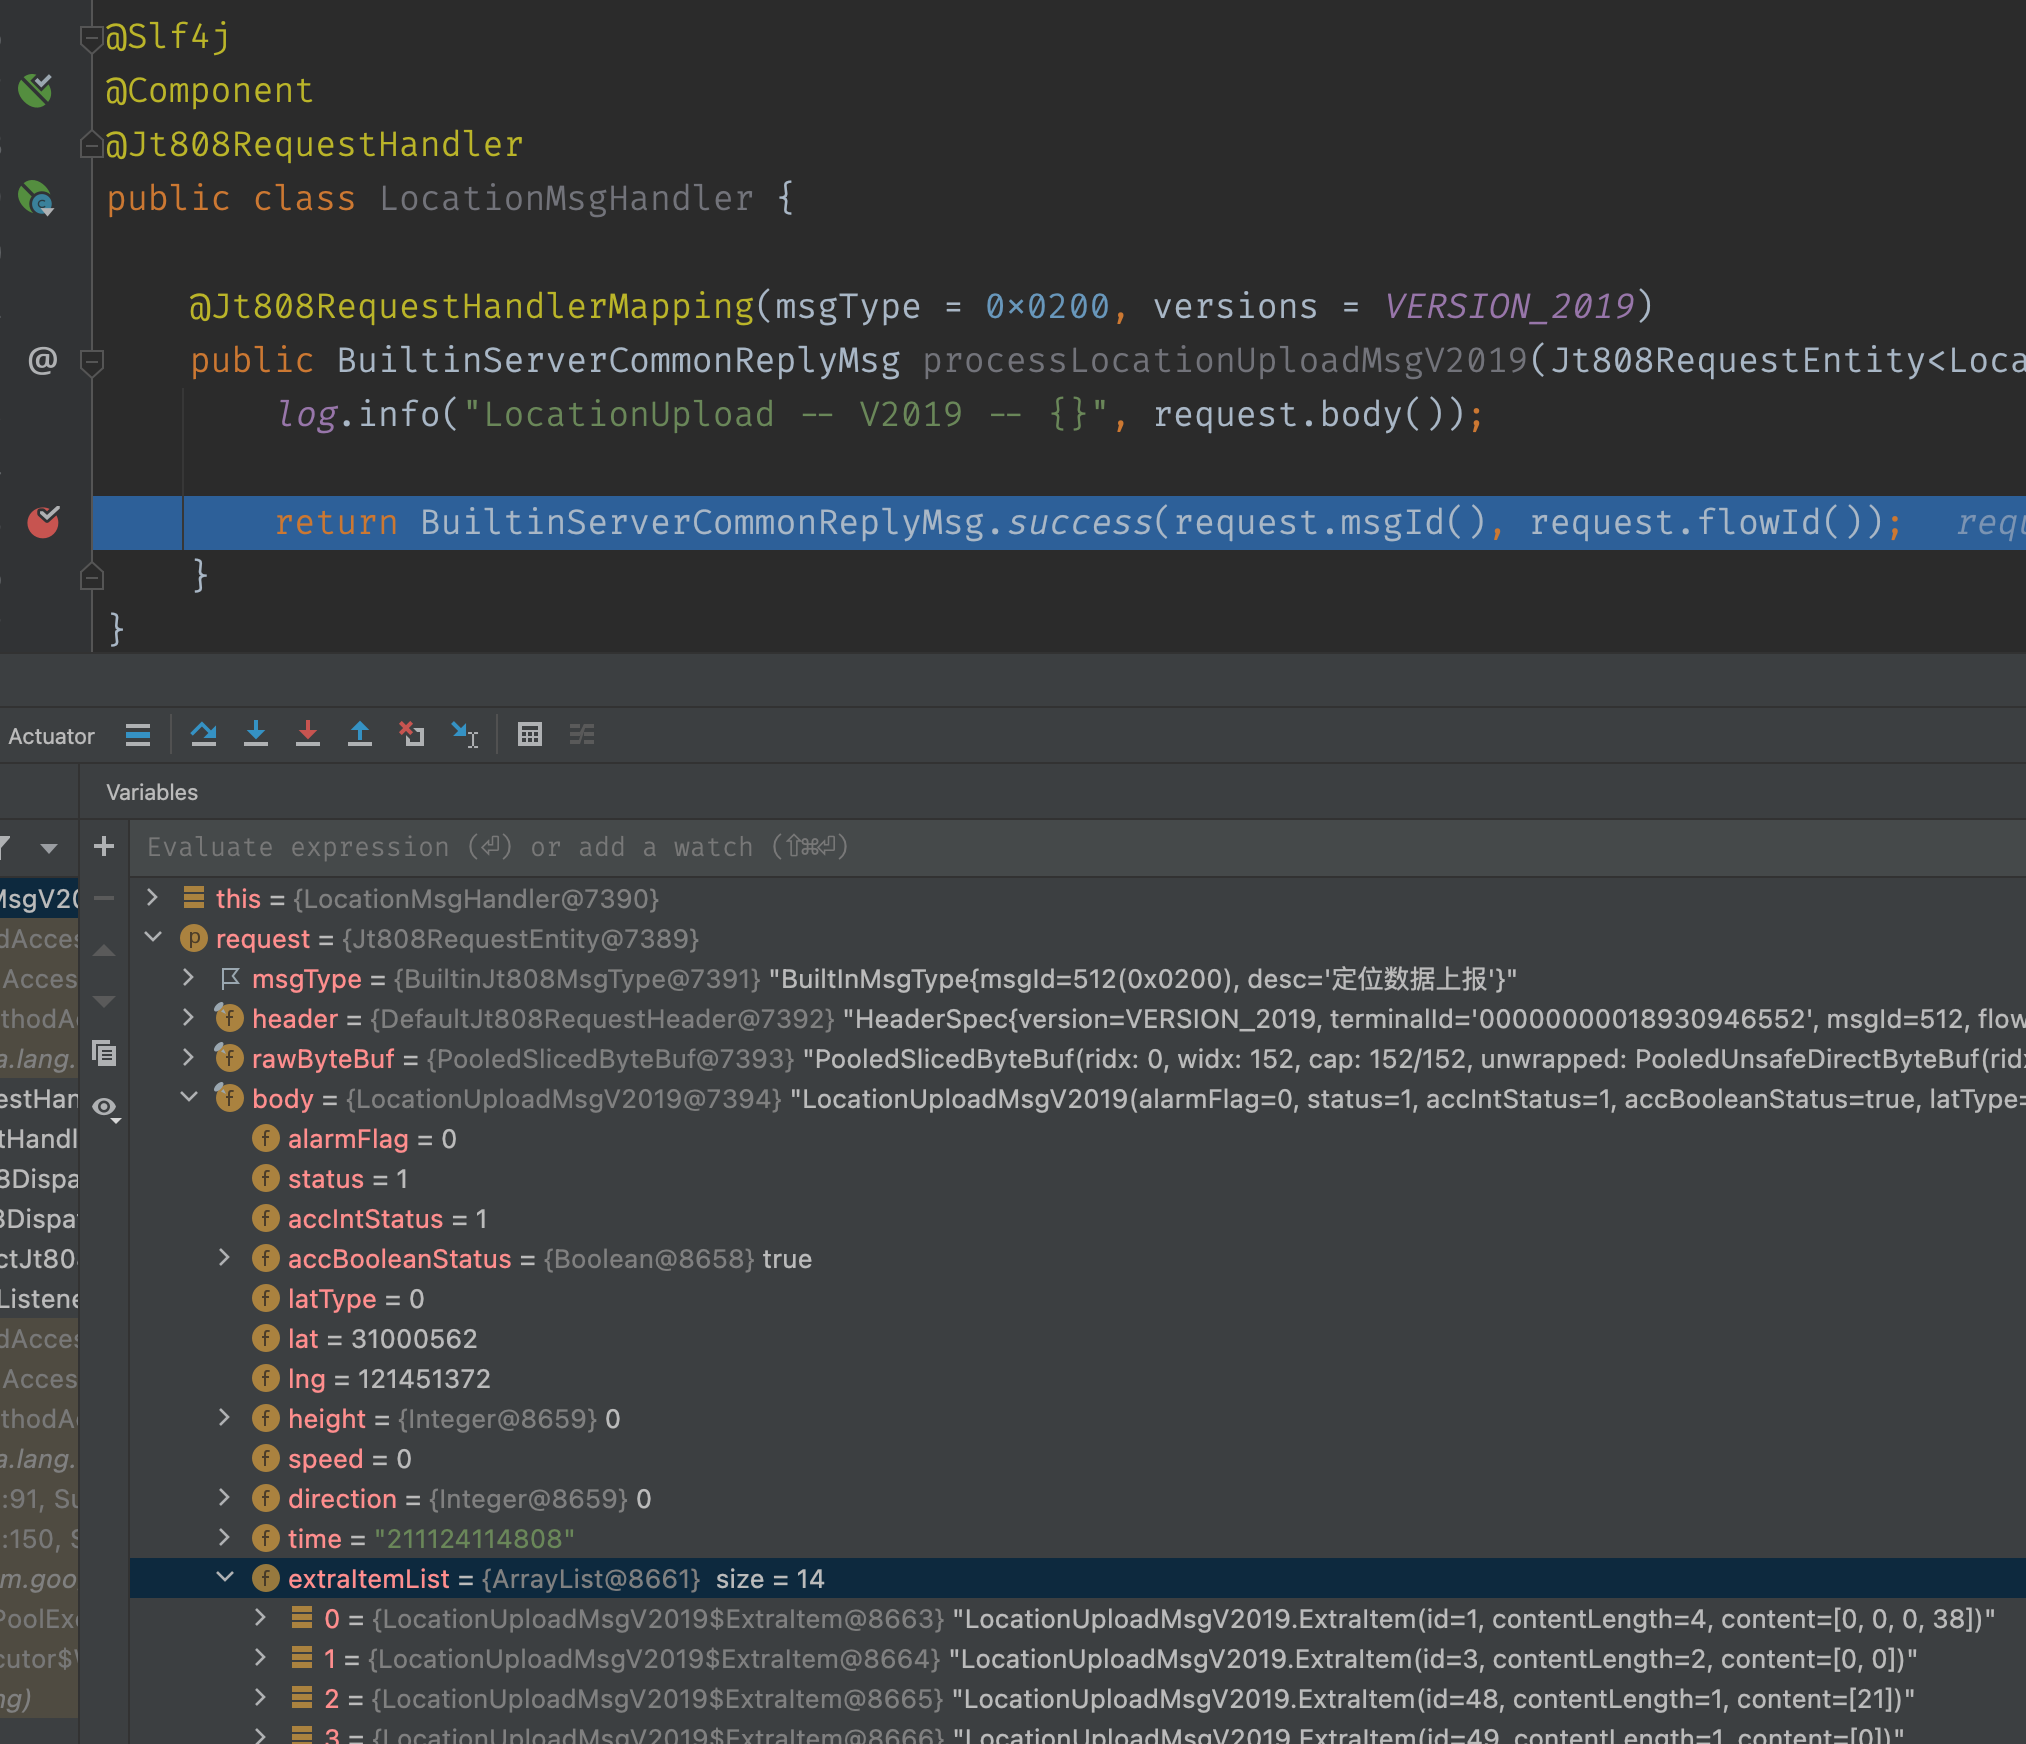 @Slf4j
@Component
@Jt808RequestHandler
public class LocationMsgHandler {
@Jt808RequestHandlerMapping(msgType = 0x0200, versions = VERSION_2019)
public BuiltinServerCommonReplyMsg processLocationUploadMsgV2019(Jt808RequestEntity<Loca
log.info("LocationUpload -- V2019 -- {}", request.body());
return BuiltinServerCommonReplyMsg.success(request.msgId(), request.flowId()); requ
}
}
Actuator
Variables
Evaluate expression (⏎) or add a watch (⇧⌘⏎)
MsgV20 this = {LocationMsgHandler@7390}
dAcces p request = {Jt808RequestEntity@7389}
Acces msgType = {BuiltinJt808MsgType@7391} "BuiltInMsgType{msgId=512(0x0200), desc='定位数据上报'}"
thodAc f header = {DefaultJt808RequestHeader@7392} "HeaderSpec{version=VERSION_2019, terminalId='00000000018930946552', msgId=512, flow
a.lang. f rawByteBuf = {PooledSlicedByteBuf@7393} "PooledSlicedByteBuf(ridx: 0, widx: 152, cap: 152/152, unwrapped: PooledUnsafeDirectByteBuf(ridx
estHan f body = {LocationUploadMsgV2019@7394} "LocationUploadMsgV2019(alarmFlag=0, status=1, accIntStatus=1, accBooleanStatus=true, latType=
tHandl f alarmFlag = 0
8Dispa f status = 1
8Dispat f accIntStatus = 1
ctJt80 f accBooleanStatus = {Boolean@8658} true
Listene f latType = 0
dAcces f lat = 31000562
Acces f lng = 121451372
thodAc f height = {Integer@8659} 0
a.lang. f speed = 0
:91, Su f direction = {Integer@8659} 0
:150, S f time = "211124114808"
m.goo f extraItemList = {ArrayList@8661} size = 14
PoolExe 0 = {LocationUploadMsgV2019$ExtraItem@8663} "LocationUploadMsgV2019.ExtraItem(id=1, contentLength=4, content=[0, 0, 0, 38])"
cutor$ 1 = {LocationUploadMsgV2019$ExtraItem@8664} "LocationUploadMsgV2019.ExtraItem(id=3, contentLength=2, content=[0, 0])"
ng) 2 = {LocationUploadMsgV2019$ExtraItem@8665} "LocationUploadMsgV2019.ExtraItem(id=48, contentLength=1, content=[21])"
3 = {LocationUploadMsgV2019$ExtraItem@8666} "LocationUploadMsgV2019.ExtraItem(id=49, contentLength=1, content=[0])"